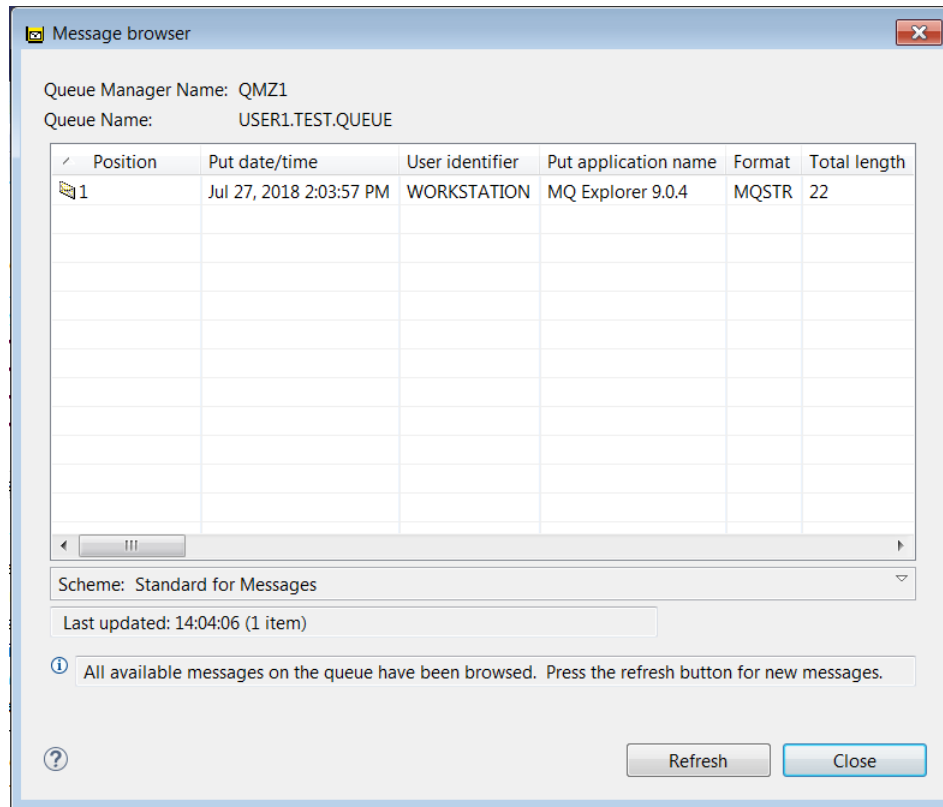 Message browser
Queue Manager Name: QMZ1
Queue Name: USER1.TEST.QUEUE
Position Put date/time User identifier Put application name Format Total length
1 Jul 27, 2018 2:03:57 PM WORKSTATION MQ Explorer 9.0.4 MQSTR 22
Scheme: Standard for Messages
Last updated: 14:04:06 (1 item)
All available messages on the queue have been browsed. Press the refresh button for new messages.
Refresh Close